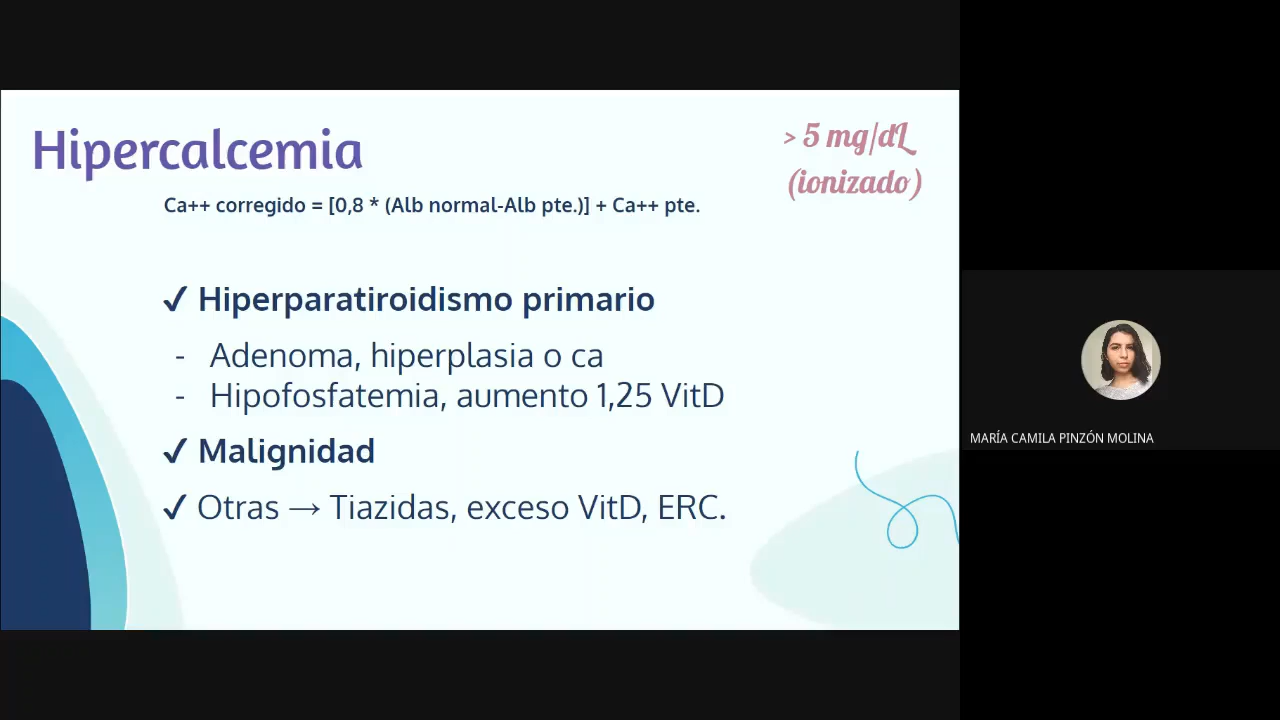 Hipercalcemia
> 5 mg/dL
(ionizado)
Ca++ corregido = [0,8 * (Alb normal-Alb pte.)] + Ca++ pte.
✓ Hiperparatiroidismo primario
- Adenoma, hiperplasia o ca
- Hipofosfatemia, aumento 1,25 VitD
✓ Malignidad
✓ Otras → Tiazidas, exceso VitD, ERC.
MARÍA CAMILA PINZÓN MOLINA